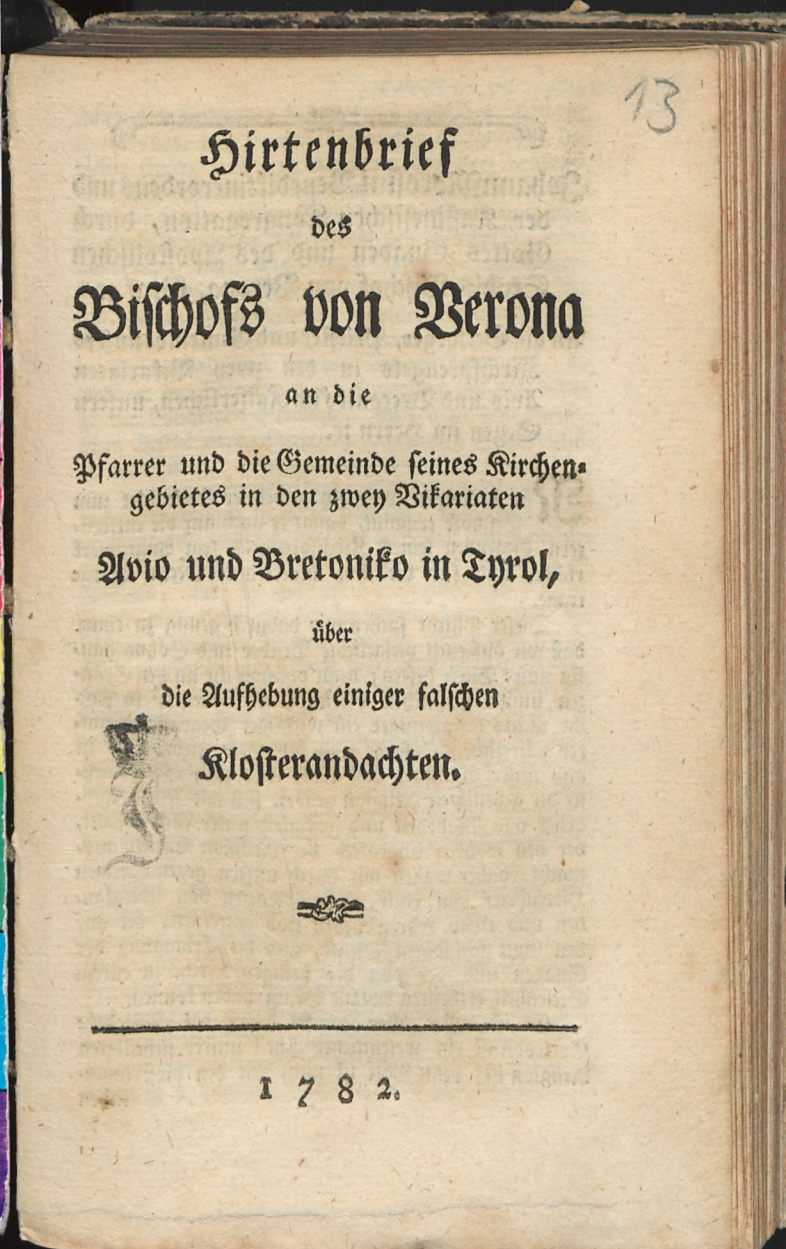 13
Hirtenbrief
des
Bischofs von Verona
an die
Pfarrer und die Gemeinde seines Kirchen-
gebietes in den zwey Vikariaten
Avio und Bretoniko in Tyrol,
über
die Aufhebung einiger falschen
Klosterandachten.
1782.